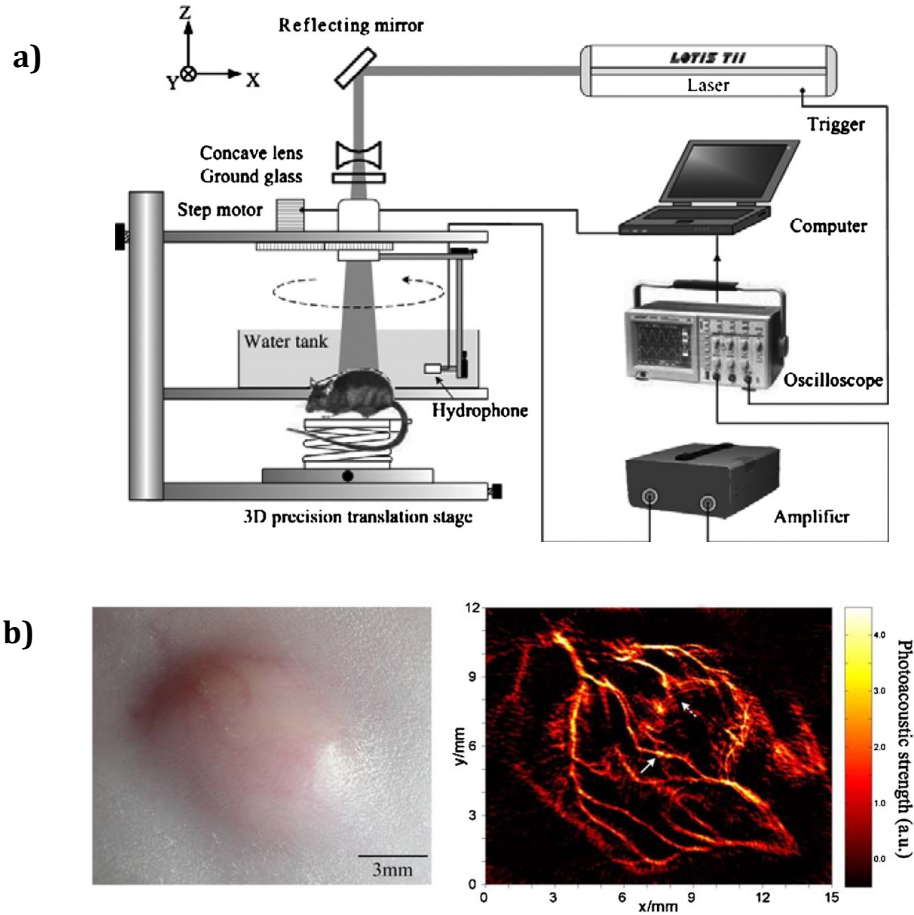 a)
Z
Y
X
Reflecting mirror
LOTIS TII
Laser
Trigger
Concave lens
Ground glass
Step motor
Computer
Water tank
Hydrophone
Oscilloscope
3D precision translation stage
Amplifier
b)
3mm
12
9
6
3
0
y/mm
0 3 6 9 12 15
x/mm
4.0
3.0
2.0
1.0
0.0
Photoacoustic strength (a.u.)